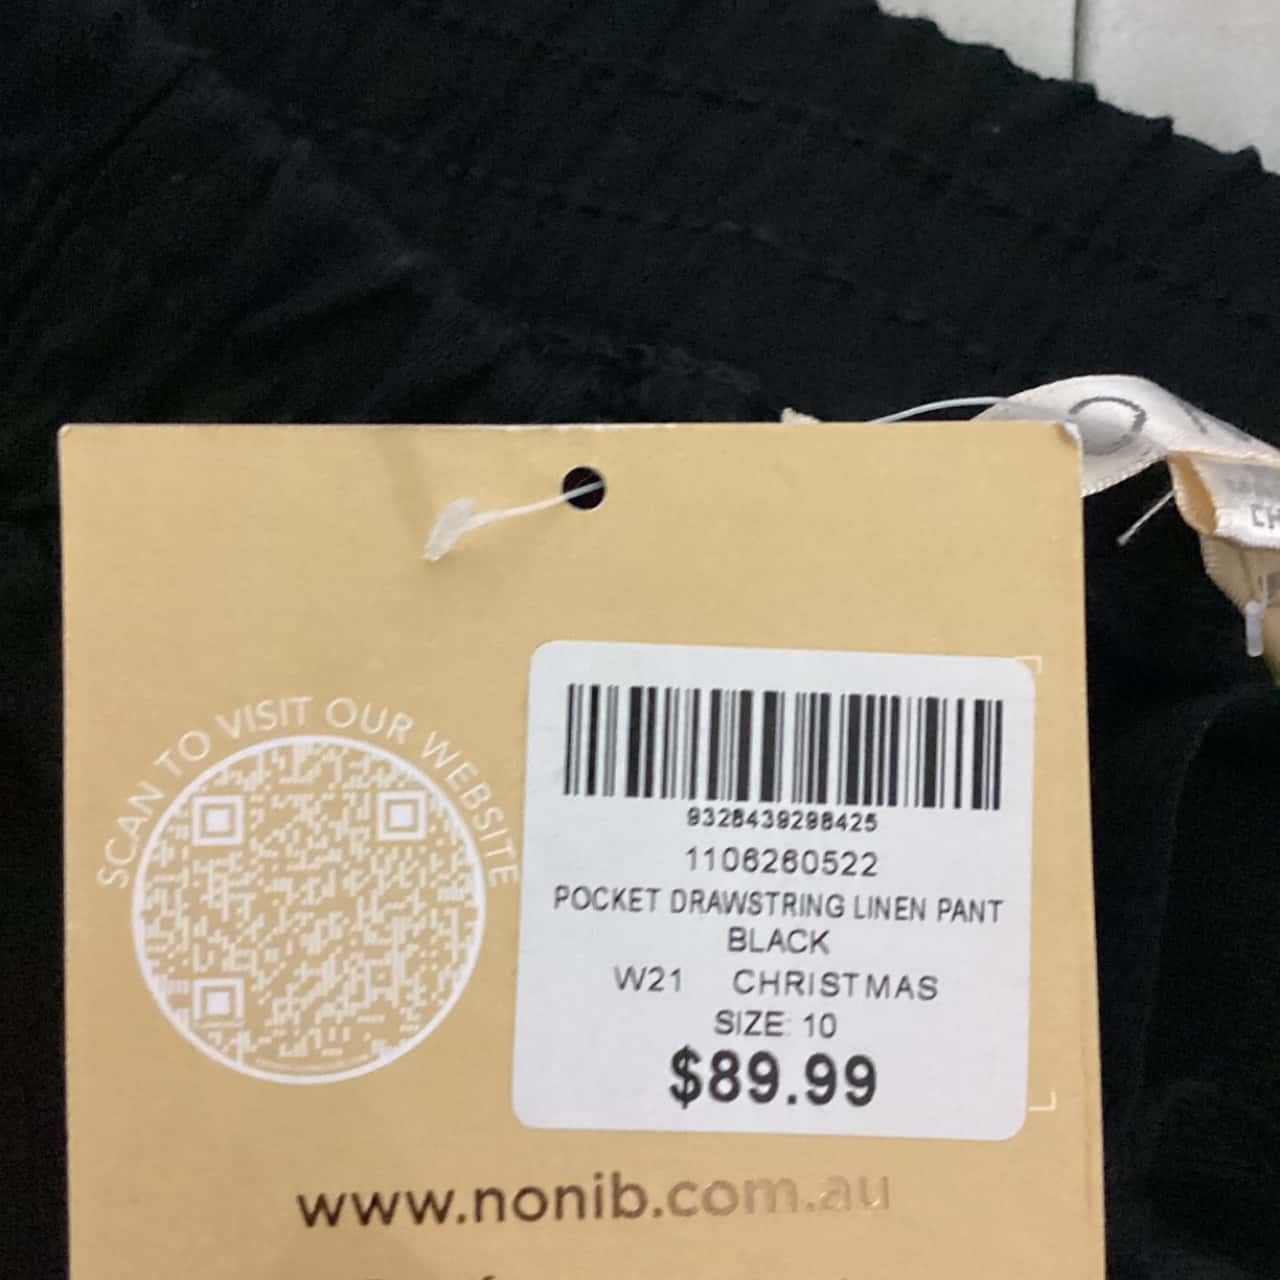 SCAN TO VISIT OUR WEBSITE
9328439298425
1106260522
POCKET DRAWSTRING LINEN PANT
BLACK
W21 CHRISTMAS
SIZE: 10
$89.99
www.nonib.com.au